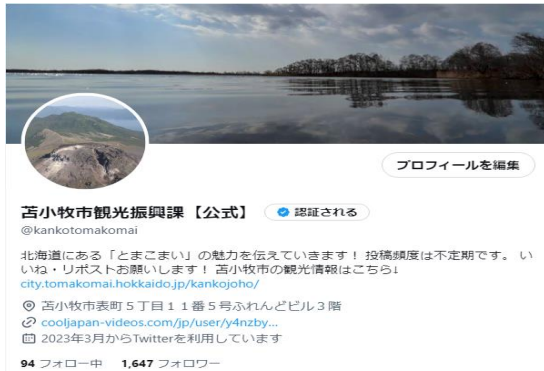 プロフィールを編集
苫小牧市観光振興課【公式】 認証される
@kankotomakomai
北海道にある「とまこまい」の魅力を伝えていきます！ 投稿頻度は不定期です。 い
いね・リポストお願いします！ 苫小牧市の観光情報はこちら↓
city.tomakomai.hokkaido.jp/kankojoho/
苫小牧市表町５丁目１１番５号ふれんどビル３階
cooljapan-videos.com/jp/user/y4nzby...
2023年3月からTwitterを利用しています
94 フォロー中 1,647 フォロワー